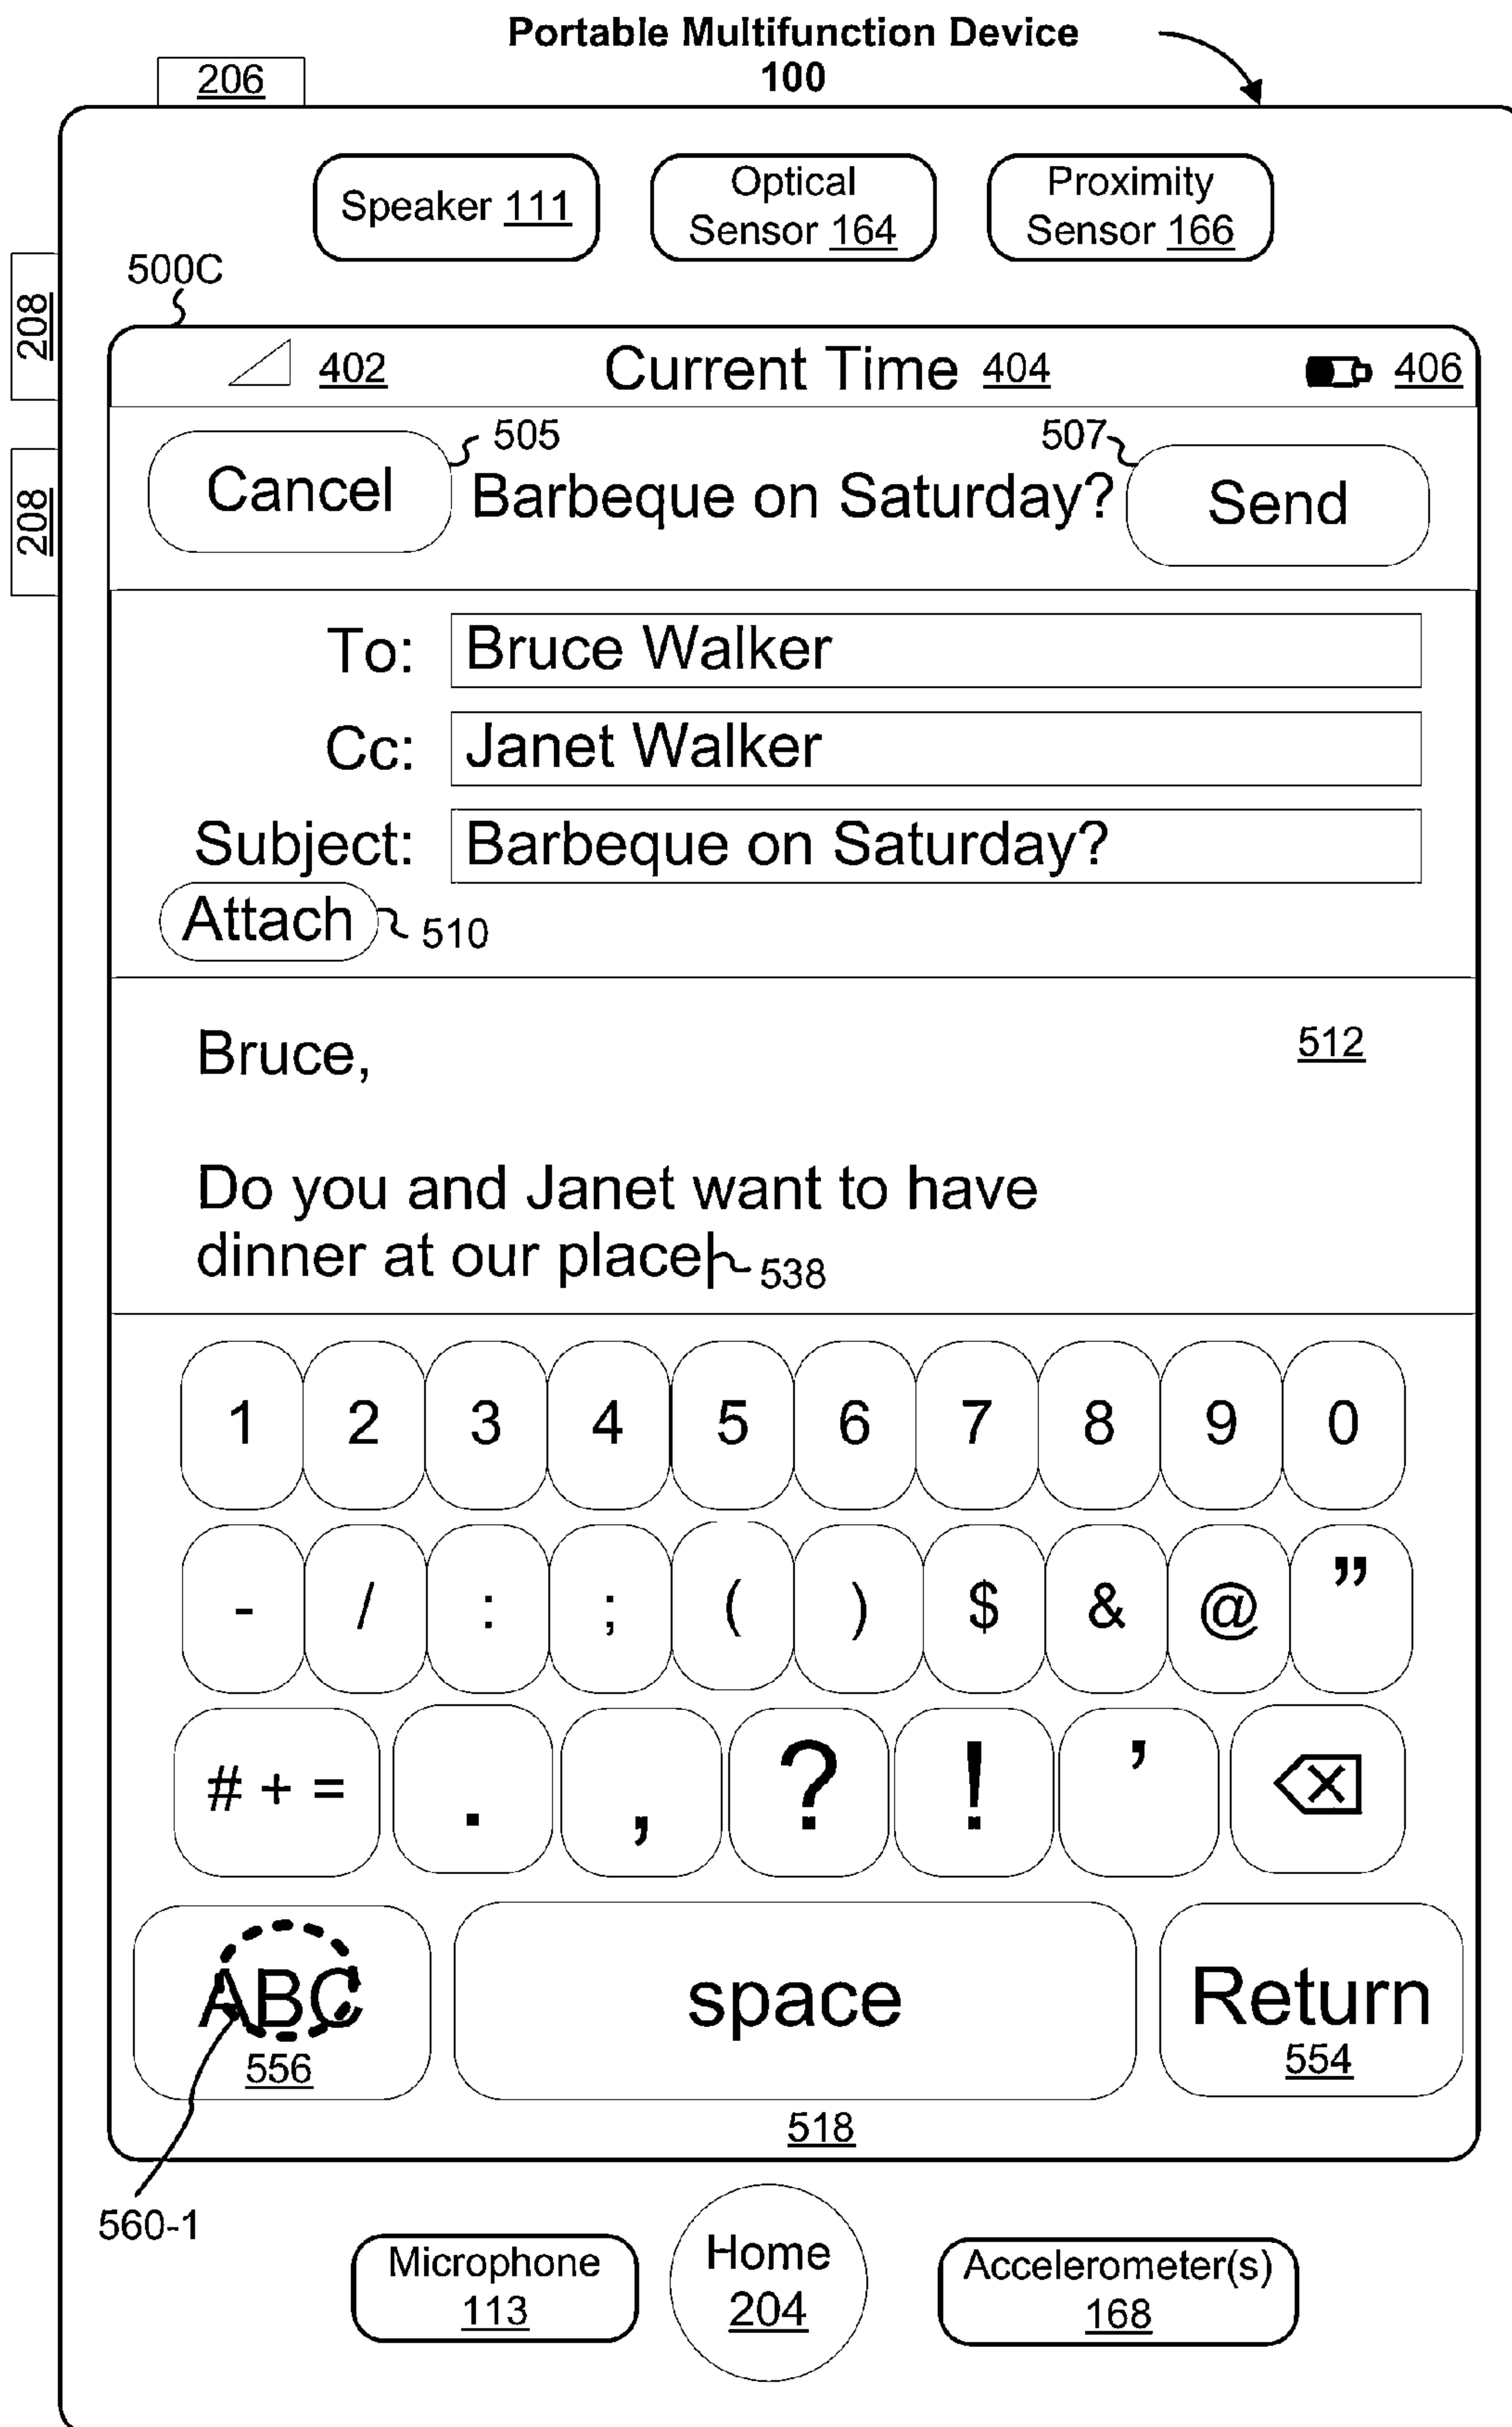 Portable Multifunction Device
100
206
Speaker 111
Optical
Sensor 164
Proximity
Sensor 166
208
208
500C
402 Current Time 404 406
505
507
Cancel Barbeque on Saturday? Send
To: Bruce Walker
Cc: Janet Walker
Subject: Barbeque on Saturday?
Attach 510
Bruce,
512
Do you and Janet want to have
dinner at our place 538
1 2 3 4 5 6 7 8 9 0
- / : ; ( ) $ & @ ”
# + = . , ? ! ’
ABC space Return
556 554
518
560-1
Microphone
113
Home
204
Accelerometer(s)
168